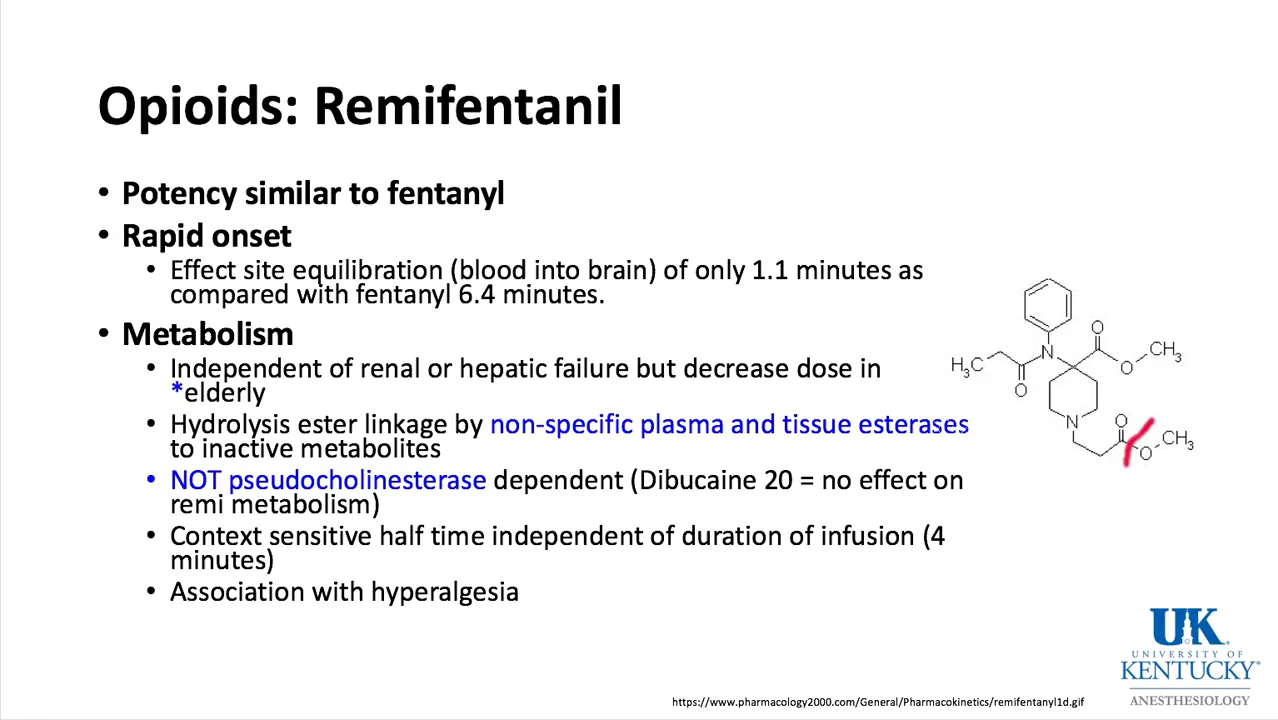 Opioids: Remifentanil
• Potency similar to fentanyl
• Rapid onset
• Effect site equilibration (blood into brain) of only 1.1 minutes as
compared with fentanyl 6.4 minutes.
• Metabolism
• Independent of renal or hepatic failure but decrease dose in
*elderly
• Hydrolysis ester linkage by non-specific plasma and tissue esterases
to inactive metabolites
• NOT pseudocholinesterase dependent (Dibucaine 20 = no effect on
remi metabolism)
• Context sensitive half time independent of duration of infusion (4
minutes)
• Association with hyperalgesia
O
CH3
N
H3C
O
O
N
O
CH3
O
UK
UNIVERSITY OF
KENTUCKY®
ANESTHESIOLOGY
https://www.pharmacology2000.com/General/Pharmacokinetics/remifentanyl1d.gif